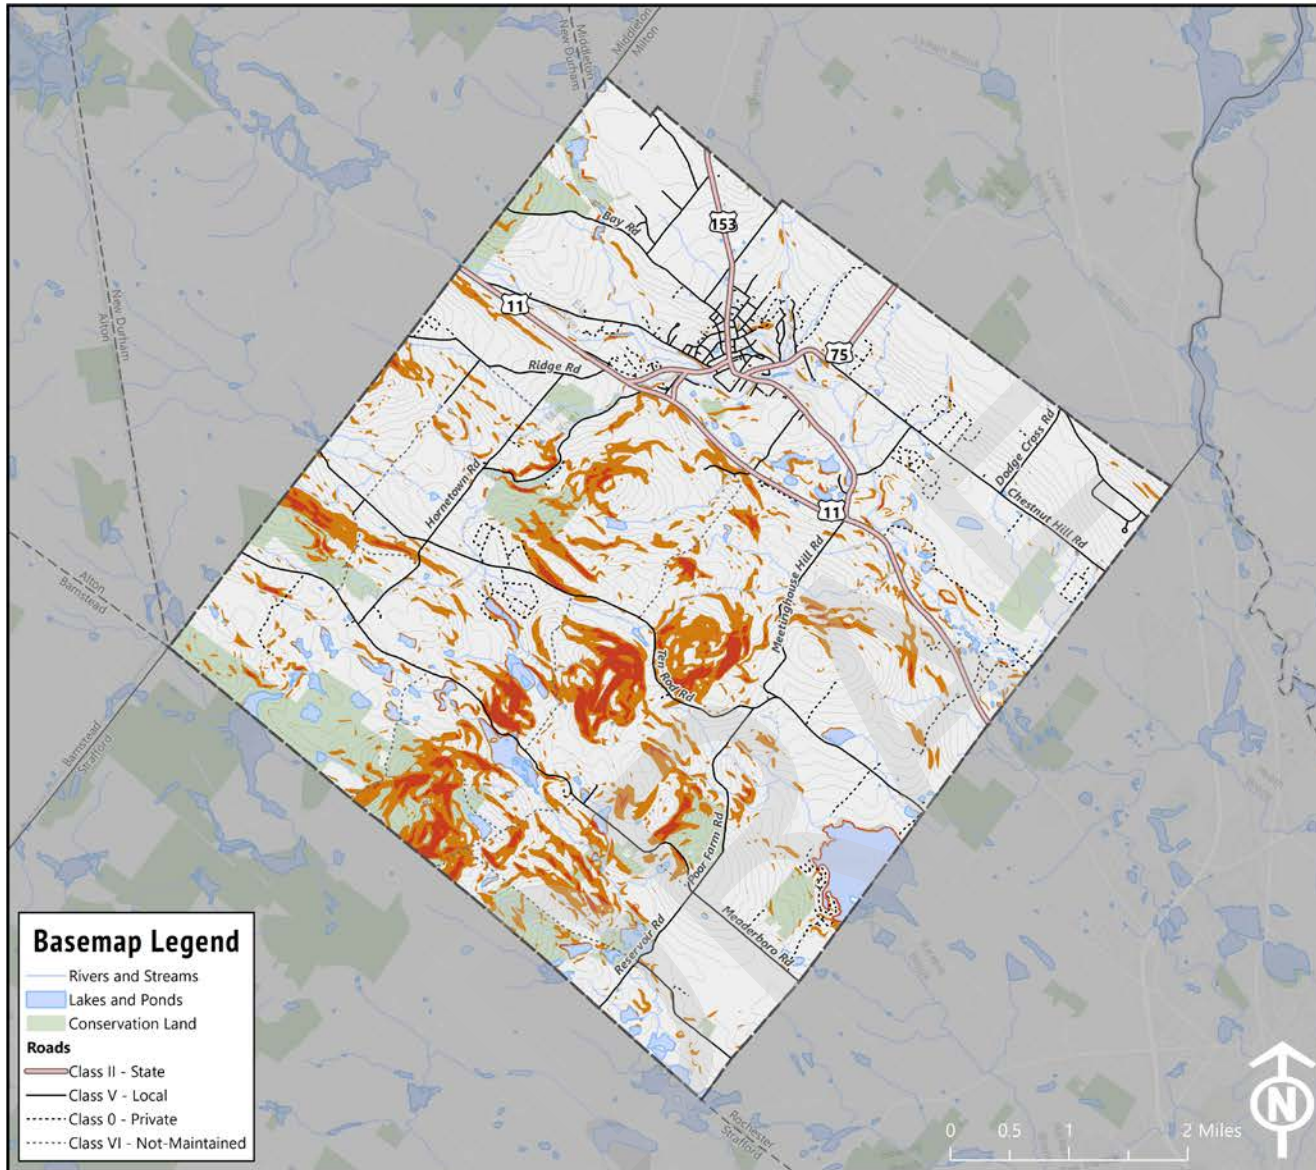 Middleton
New Durham
Middleton
Milton
Bay Rd
153
11
75
Ridge Rd
New Durham
Alton
Dodge Cross Rd
Chestnut Hill Rd
Hornetown Rd
11
Meetinghouse Hill Rd
Alton
Barnstead
Ten Rod Rd
Barnstead
Strafford
Poor Farm Rd
Meaderboro Rd
Reservoir Rd
Basemap Legend
Rivers and Streams
Lakes and Ponds
Conservation Land
Roads
Class II - State
Class V - Local
Class 0 - Private
Class VI - Not-Maintained
Rochester
Strafford
0 0.5 1 2 Miles
N